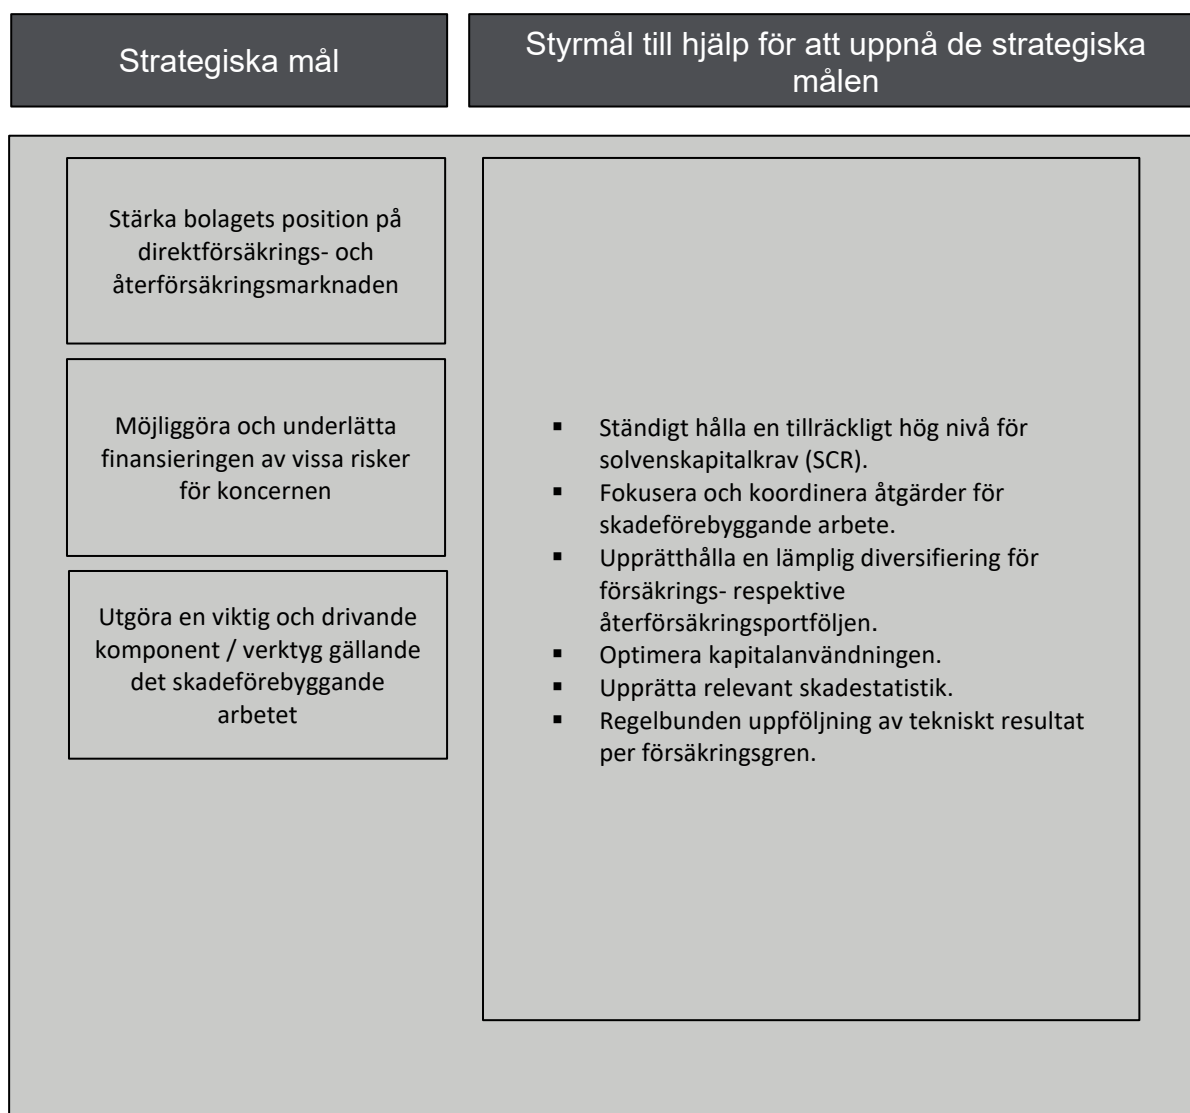 Strategiska mål
Styrmål till hjälp för att uppnå de strategiska
målen
Stärka bolagets position på
direktförsäkrings- och
återförsäkringsmarknaden
Möjliggöra och underlätta
finansieringen av vissa risker
för koncernen
Utgöra en viktig och drivande
komponent / verktyg gällande
det skadeförebyggande
arbetet
▪ Ständigt hålla en tillräckligt hög nivå för
solvenskapitalkrav (SCR).
▪ Fokusera och koordinera åtgärder för
skadeförebyggande arbete.
▪ Upprätthålla en lämplig diversifiering för
försäkrings- respektive
återförsäkringsportföljen.
▪ Optimera kapitalanvändningen.
▪ Upprätta relevant skadestatistik.
▪ Regelbunden uppföljning av tekniskt resultat
per försäkringsgren.